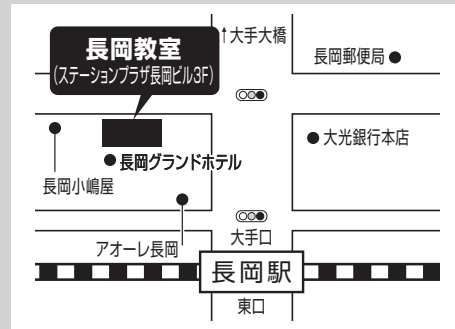 ↑大手大橋
長岡教室
(ステーションプラザ長岡ビル3F)
長岡郵便局
大光銀行本店
長岡グランドホテル
長岡小嶋屋
アオーレ長岡
大手口
長岡駅
東口